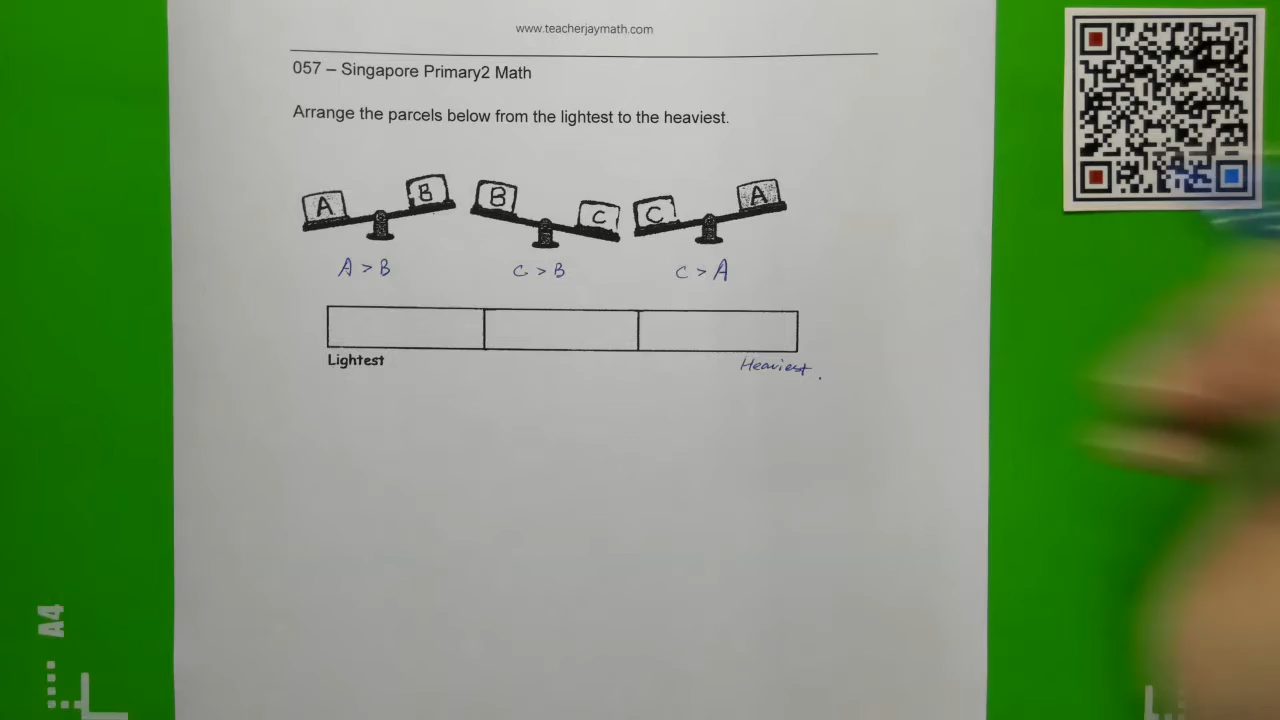 www.teacherjaymath.com
057 – Singapore Primary2 Math
Arrange the parcels below from the lightest to the heaviest.
A B B C C A
A > B C > B C > A
Lightest Heaviest.
A4